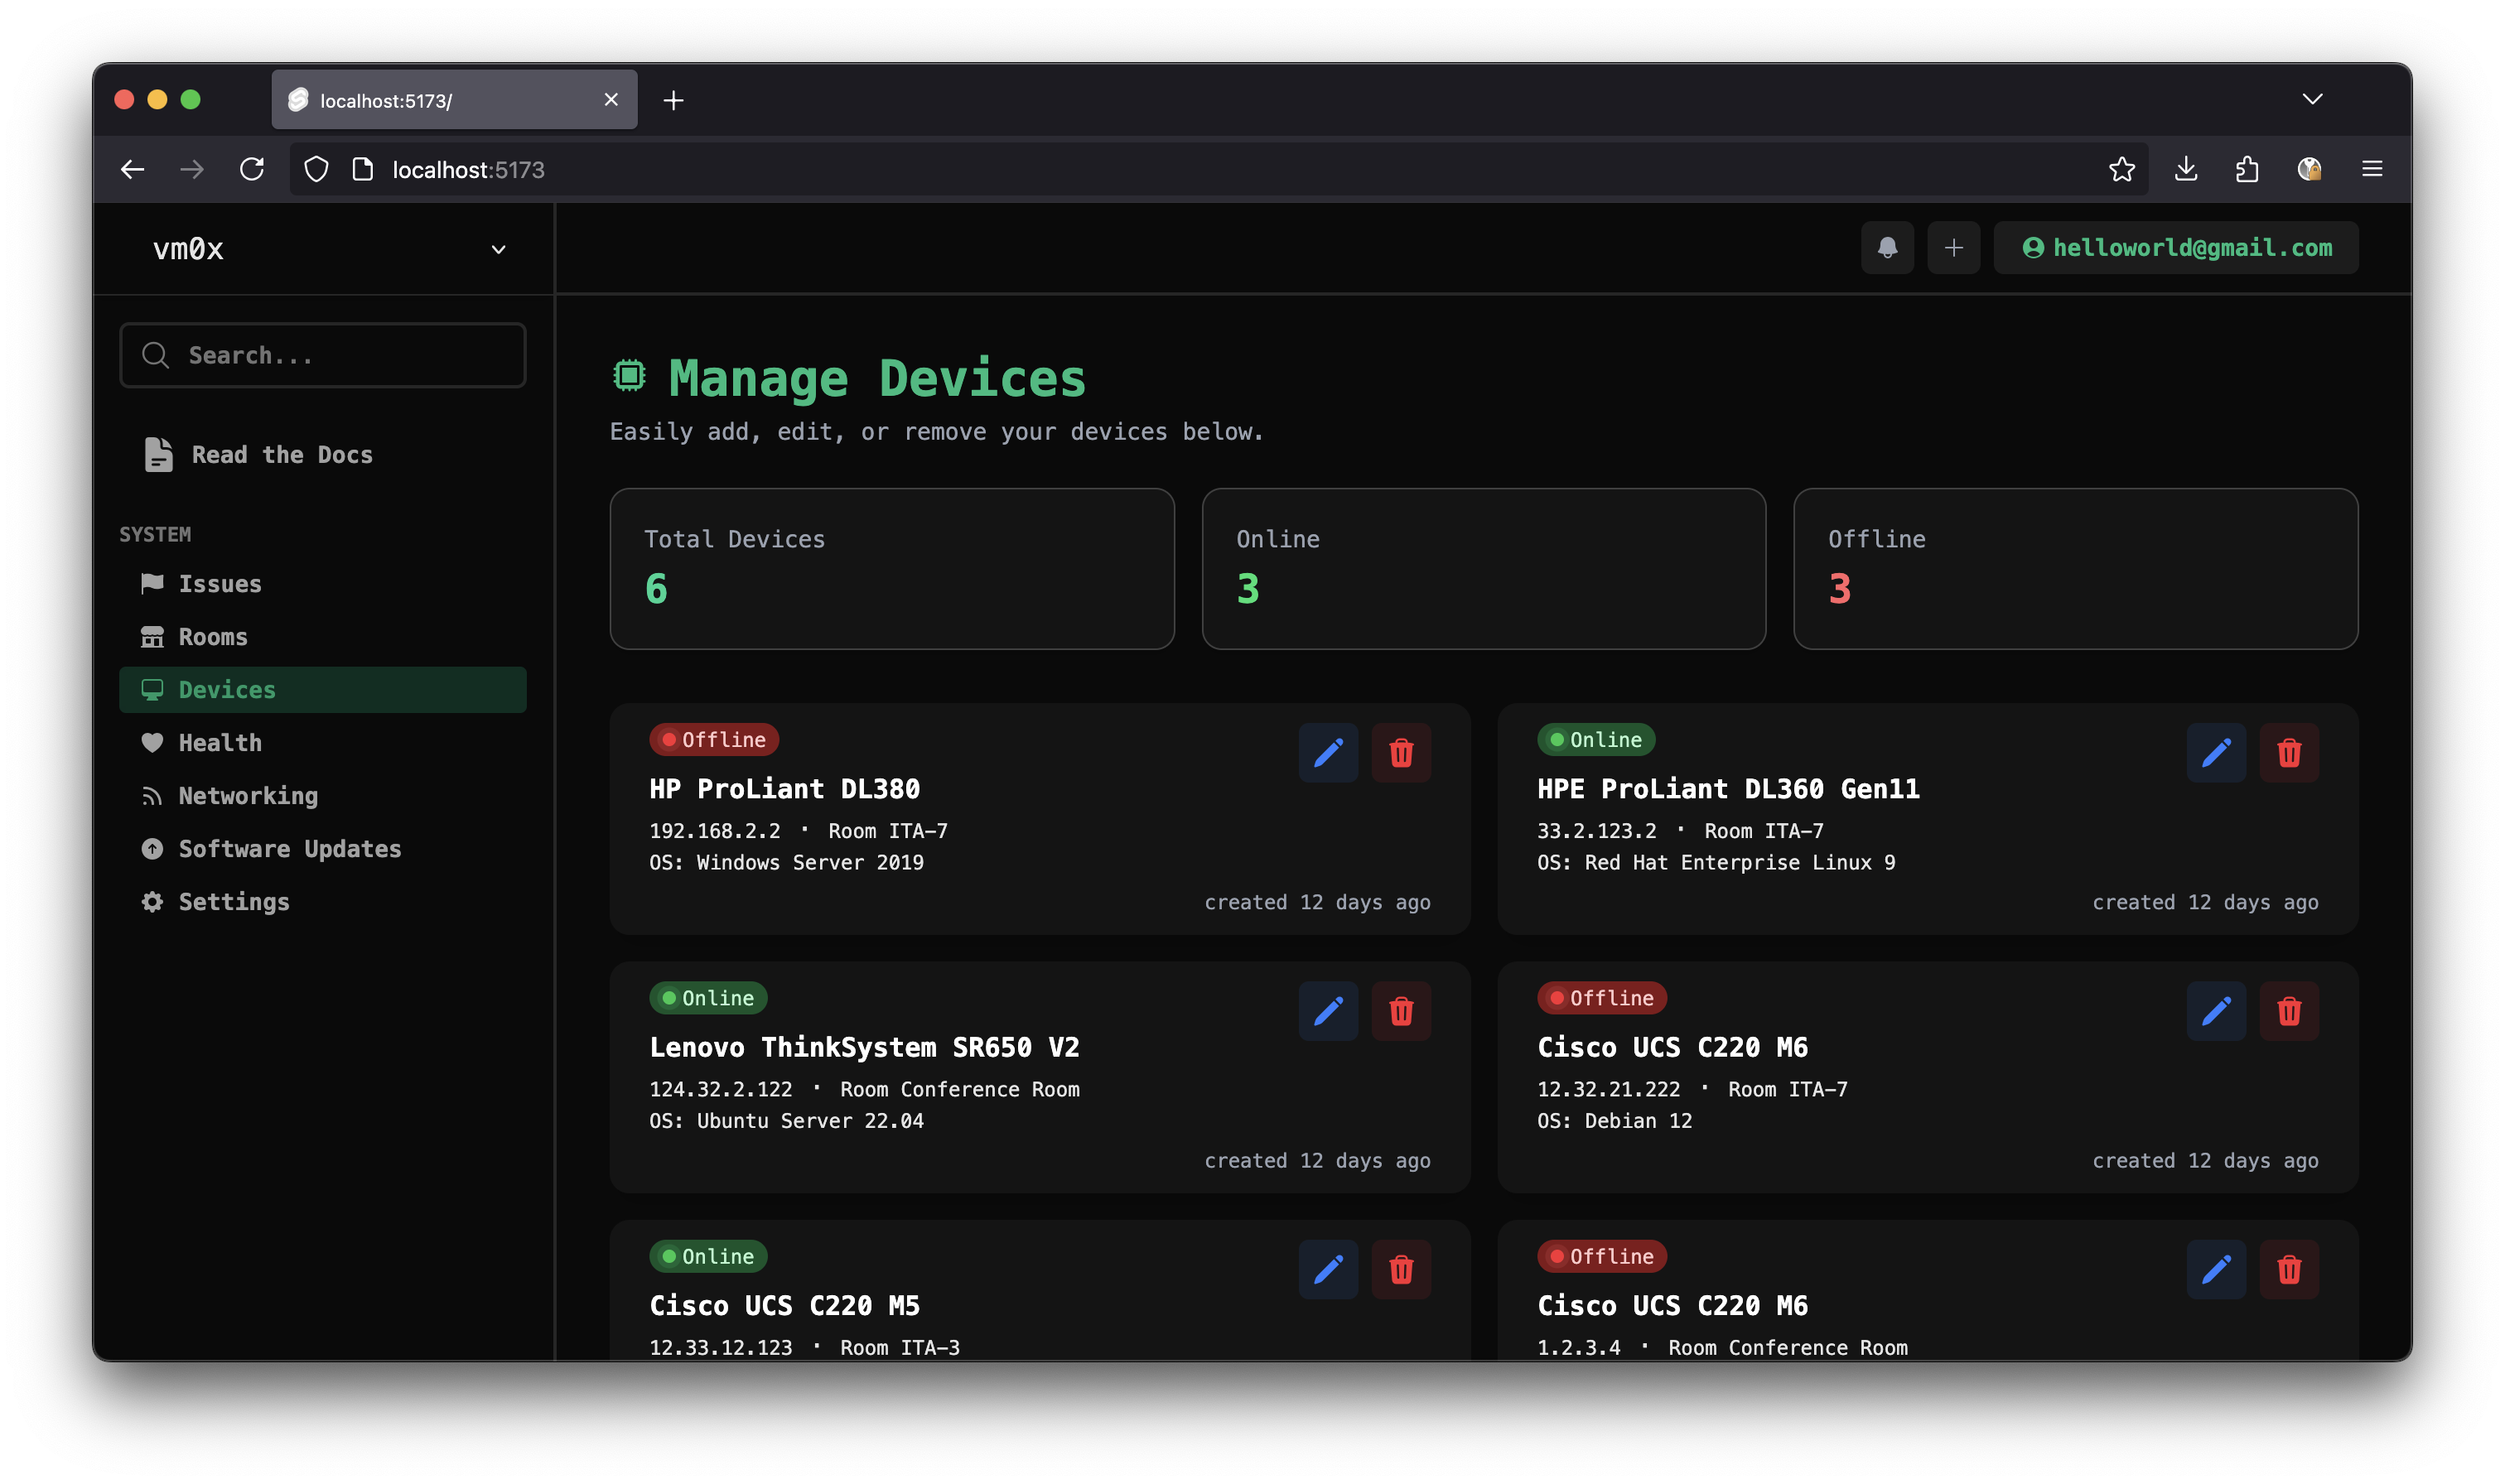 localhost:5173/
localhost:5173
vm0x
helloworld@gmail.com
Search...
Read the Docs
SYSTEM
Issues
Rooms
Devices
Health
Networking
Software Updates
Settings
Manage Devices
Easily add, edit, or remove your devices below.
Total Devices
6
Online
3
Offline
3
Offline
HP ProLiant DL380
192.168.2.2 · Room ITA-7
OS: Windows Server 2019
created 12 days ago
Online
HPE ProLiant DL360 Gen11
33.2.123.2 · Room ITA-7
OS: Red Hat Enterprise Linux 9
created 12 days ago
Online
Lenovo ThinkSystem SR650 V2
124.32.2.122 · Room Conference Room
OS: Ubuntu Server 22.04
created 12 days ago
Offline
Cisco UCS C220 M6
12.32.21.222 · Room ITA-7
OS: Debian 12
created 12 days ago
Online
Cisco UCS C220 M5
12.33.12.123 · Room ITA-3
Offline
Cisco UCS C220 M6
1.2.3.4 · Room Conference Room